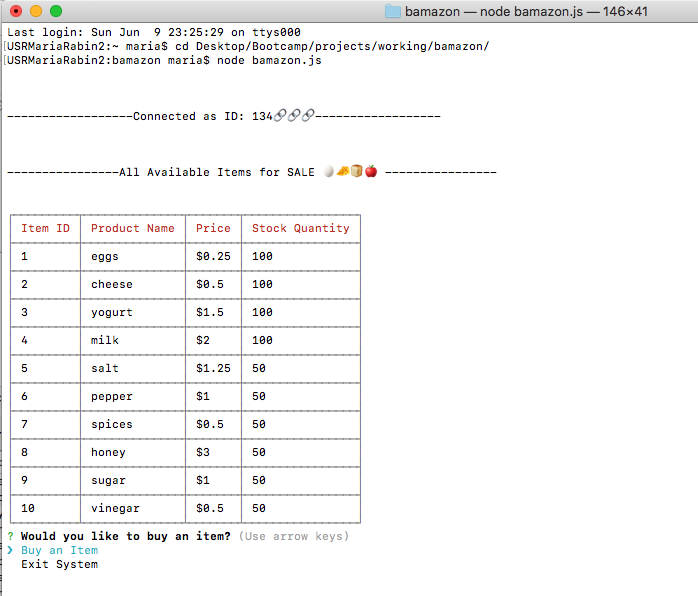 bamazon — node bamazon.js — 146×41
Last login: Sun Jun  9 23:25:29 on ttys000
[USRMariaRabin2:~ maria$ cd Desktop/Bootcamp/projects/working/bamazon/
[USRMariaRabin2:bamazon maria$ node bamazon.js
------------------Connected as ID: 134🔗🔗🔗------------------
----------------All Available Items for SALE 🥚🧀🍞🍎 ----------------
Item ID Product Name Price Stock Quantity
1 eggs $0.25 100
2 cheese $0.5 100
3 yogurt $1.5 100
4 milk $2 100
5 salt $1.25 50
6 pepper $1 50
7 spices $0.5 50
8 honey $3 50
9 sugar $1 50
10 vinegar $0.5 50
? Would you like to buy an item? (Use arrow keys)
❯ Buy an Item
Exit System